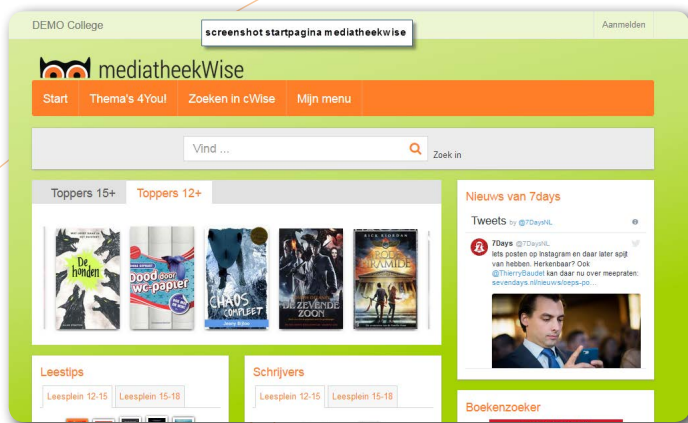 DEMO College
screenshot startpagina mediatheekwise
Aanmelden
mediatheekWise
Start Thema's 4You! Zoeken in cWise Mijn menu
Vind ...
Zoek in
Toppers 15+ Toppers 12+
De honden
Dood door wc-papier
CHAOS COMPLEET
DE ZEVENDE ZOON
RICK RIORDAN
Nieuws van 7days
Tweets by @7DaysNL
7Days @7DaysNL
Iets posten op Instagram en daar later spijt
van hebben. Herkenbaar? Ook
@ThierryBaudet kan daar nu over meepraten:
sevendays.nl/nieuws/oeps-po...
Leestips
Leesplein 12-15 Leesplein 15-18
Schrijvers
Leesplein 12-15 Leesplein 15-18
Boekenzoeker